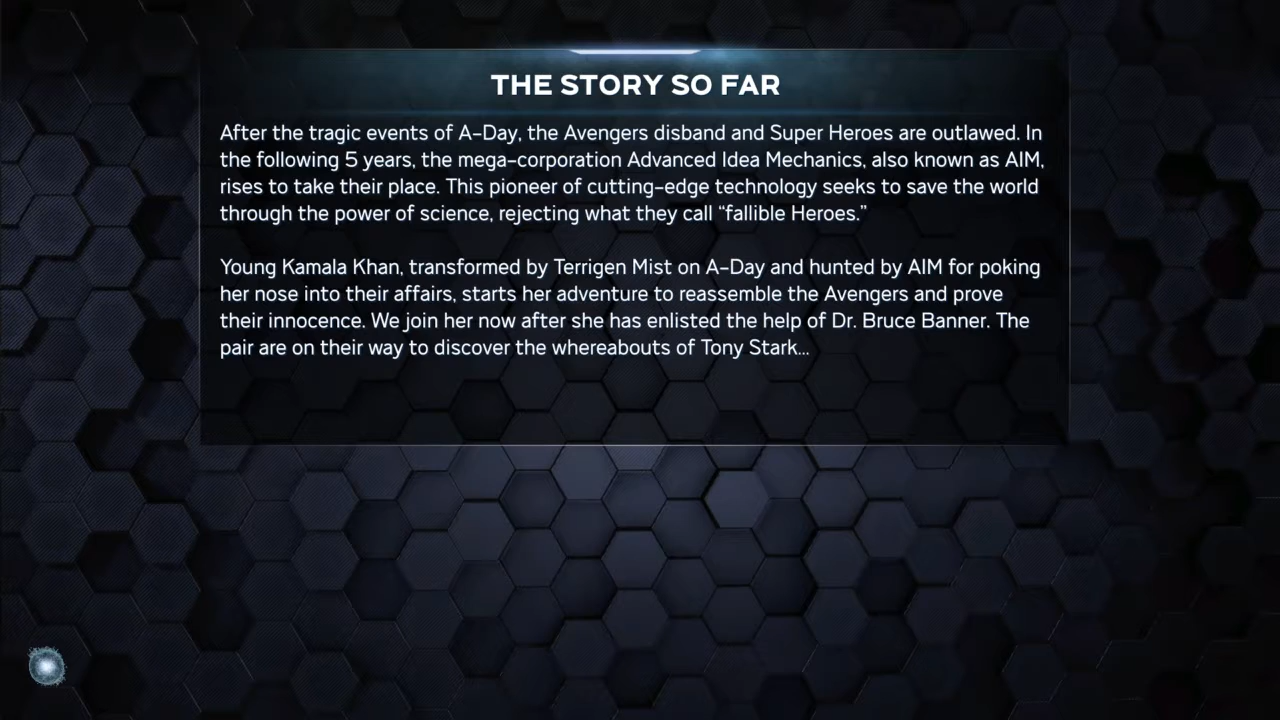 THE STORY SO FAR
After the tragic events of A-Day, the Avengers disband and Super Heroes are outlawed. In
the following 5 years, the mega-corporation Advanced Idea Mechanics, also known as AIM,
rises to take their place. This pioneer of cutting-edge technology seeks to save the world
through the power of science, rejecting what they call “fallible Heroes.”
Young Kamala Khan, transformed by Terrigen Mist on A-Day and hunted by AIM for poking
her nose into their affairs, starts her adventure to reassemble the Avengers and prove
their innocence. We join her now after she has enlisted the help of Dr. Bruce Banner. The
pair are on their way to discover the whereabouts of Tony Stark...